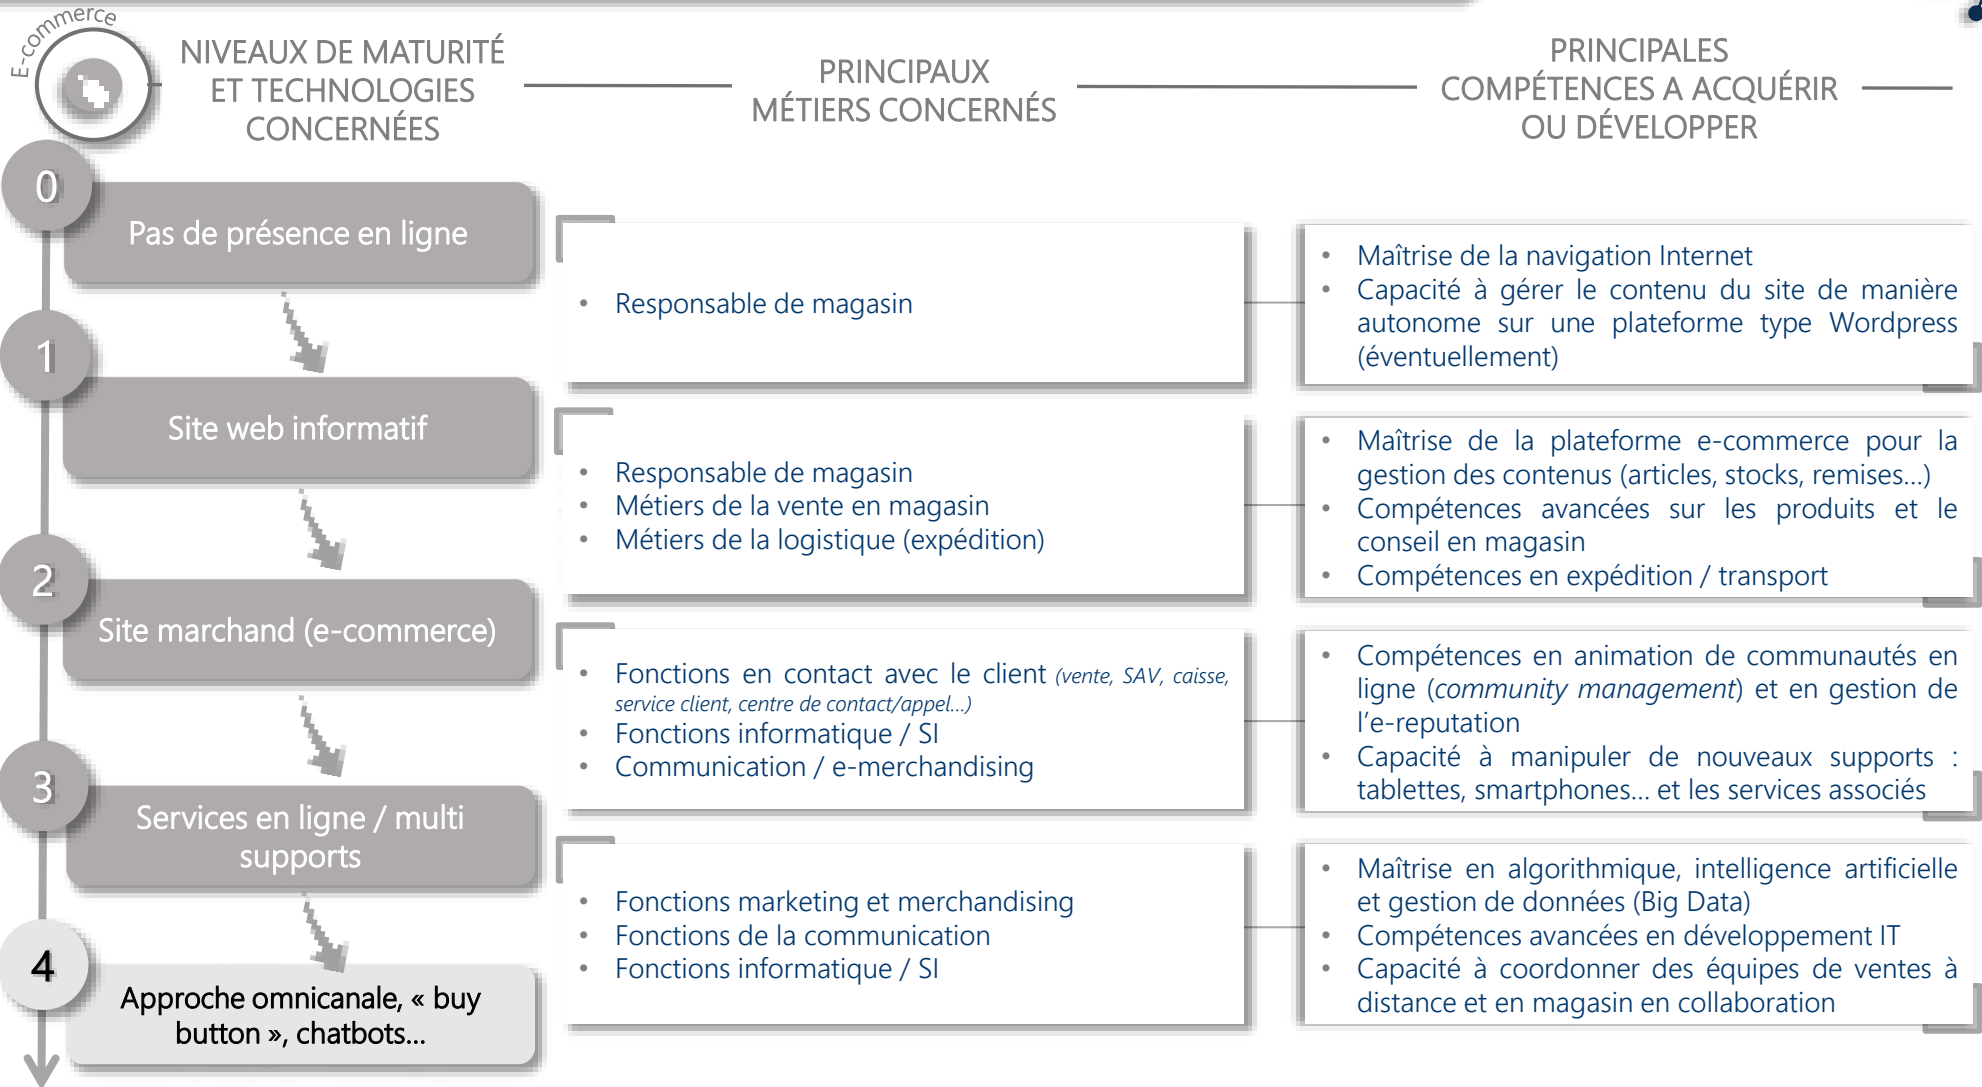 E-commerce
NIVEAUX DE MATURITÉ
ET TECHNOLOGIES
CONCERNÉES
PRINCIPAUX
MÉTIERS CONCERNÉS
PRINCIPALES
COMPÉTENCES A ACQUÉRIR
OU DÉVELOPPER
0
Pas de présence en ligne
• Responsable de magasin
• Maîtrise de la navigation Internet
• Capacité à gérer le contenu du site de manière
autonome sur une plateforme type Wordpress
(éventuellement)
1
Site web informatif
• Responsable de magasin
• Métiers de la vente en magasin
• Métiers de la logistique (expédition)
• Maîtrise de la plateforme e-commerce pour la
gestion des contenus (articles, stocks, remises…)
• Compétences avancées sur les produits et le
conseil en magasin
• Compétences en expédition / transport
2
Site marchand (e-commerce)
• Fonctions en contact avec le client (vente, SAV, caisse,
service client, centre de contact/appel…)
• Fonctions informatique / SI
• Communication / e-merchandising
• Compétences en animation de communautés en
ligne (community management) et en gestion de
l’e-reputation
• Capacité à manipuler de nouveaux supports :
tablettes, smartphones… et les services associés
3
Services en ligne / multi
supports
• Fonctions marketing et merchandising
• Fonctions de la communication
• Fonctions informatique / SI
• Maîtrise en algorithmique, intelligence artificielle
et gestion de données (Big Data)
• Compétences avancées en développement IT
• Capacité à coordonner des équipes de ventes à
distance et en magasin en collaboration
4
Approche omnicanale, « buy
button », chatbots…